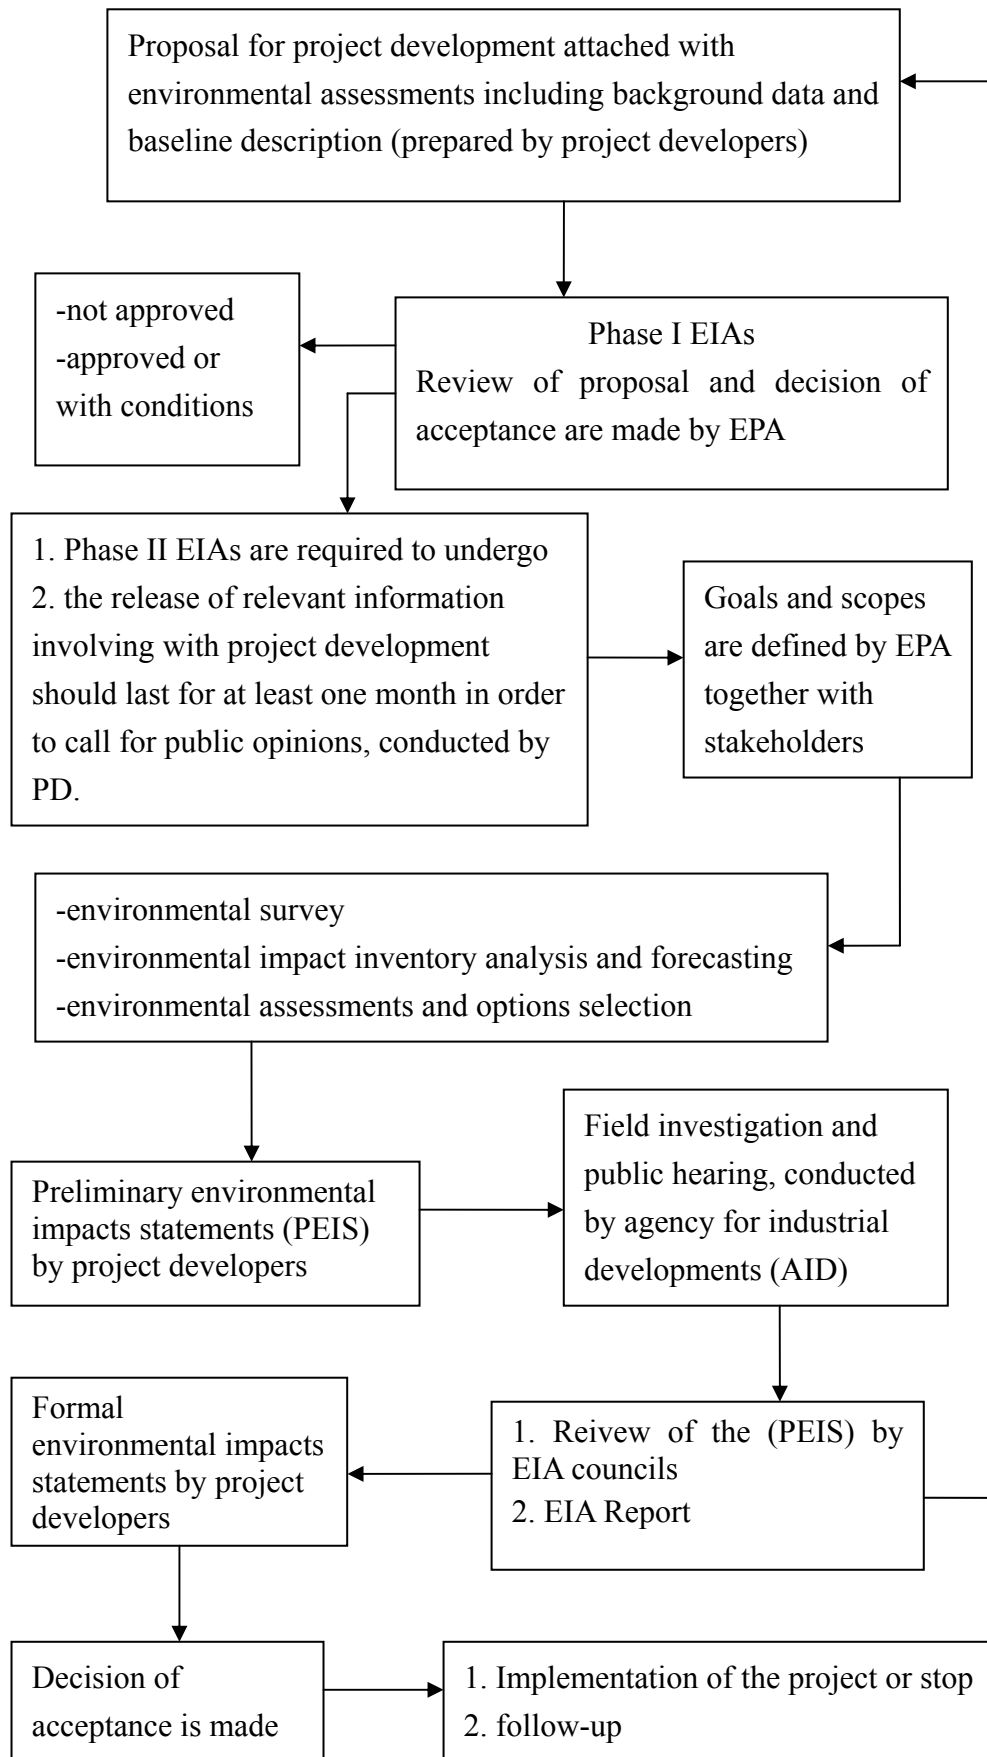 Proposal for project development attached with
environmental assessments including background data and
baseline description (prepared by project developers)
-not approved
-approved or
with conditions
Phase I EIAs
Review of proposal and decision of
acceptance are made by EPA
1. Phase II EIAs are required to undergo
2. the release of relevant information
involving with project development
should last for at least one month in order
to call for public opinions, conducted by
PD.
Goals and scopes
are defined by EPA
together with
stakeholders
-environmental survey
-environmental impact inventory analysis and forecasting
-environmental assessments and options selection
Preliminary environmental
impacts statements (PEIS)
by project developers
Field investigation and
public hearing, conducted
by agency for industrial
developments (AID)
Formal
environmental impacts
statements by project
developers
1. Reivew of the (PEIS) by
EIA councils
2. EIA Report
Decision of
acceptance is made
1. Implementation of the project or stop
2. follow-up